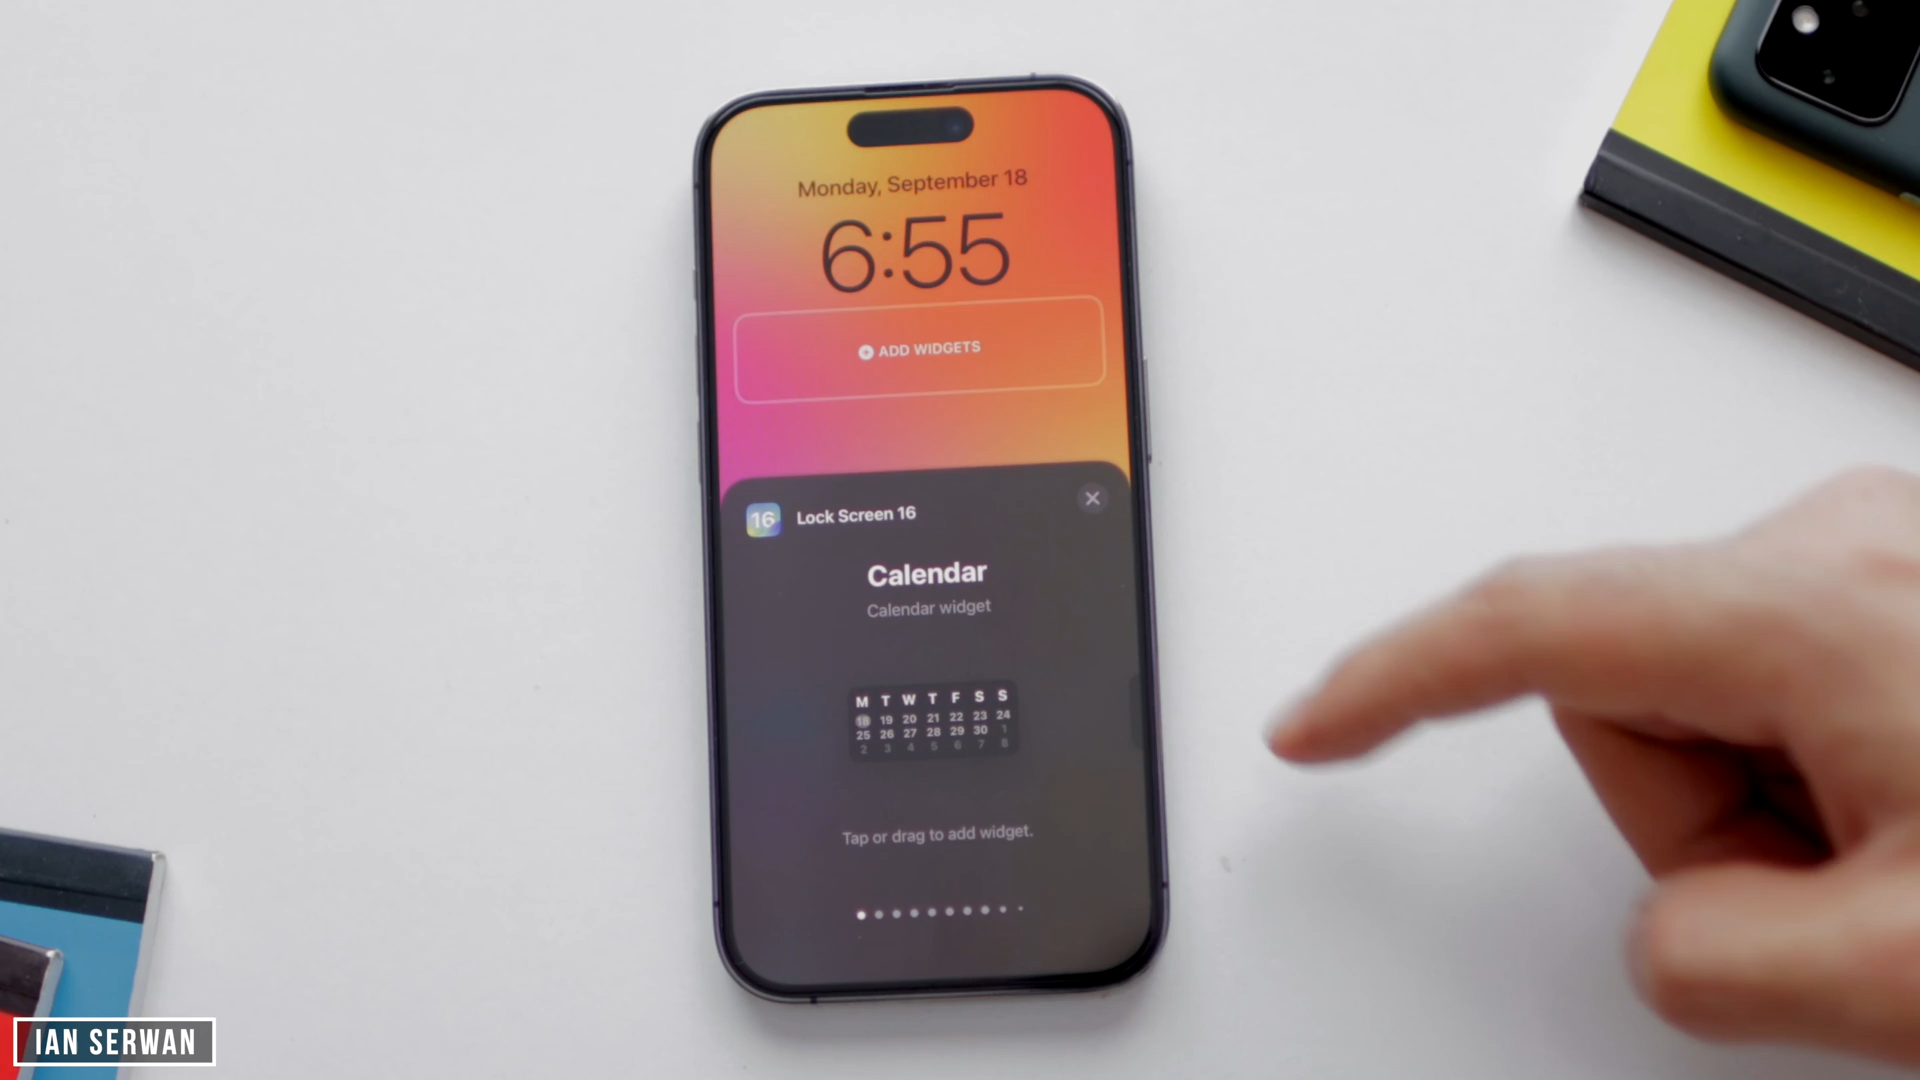 Monday, September 18
6:55
ADD WIDGETS
16 Lock Screen 16
Calendar
Calendar widget
M T W T F S S
18 19 20 21 22 23 24
25 26 27 28 29 30 1
2 3 4 5 6 7 8
Tap or drag to add widget.
IAN SERWAN